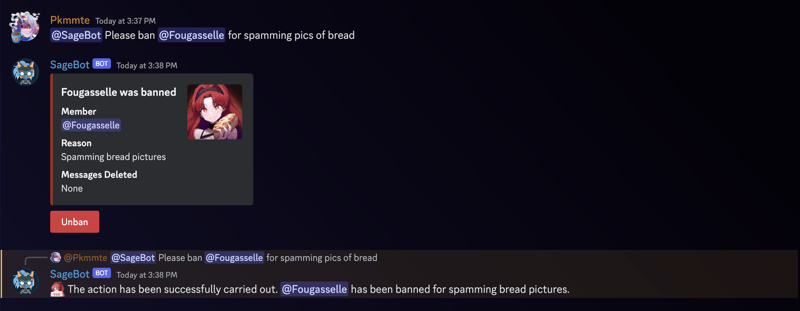 Pkmmte Today at 3:37 PM
@SageBot Please ban @Fougasselle for spamming pics of bread
SageBot BOT Today at 3:38 PM
Fougasselle was banned
Member
@Fougasselle
Reason
Spamming bread pictures
Messages Deleted
None
Unban
@Pkmmte @SageBot Please ban @Fougasselle for spamming pics of bread
SageBot BOT Today at 3:38 PM
The action has been successfully carried out. @Fougasselle has been banned for spamming bread pictures.